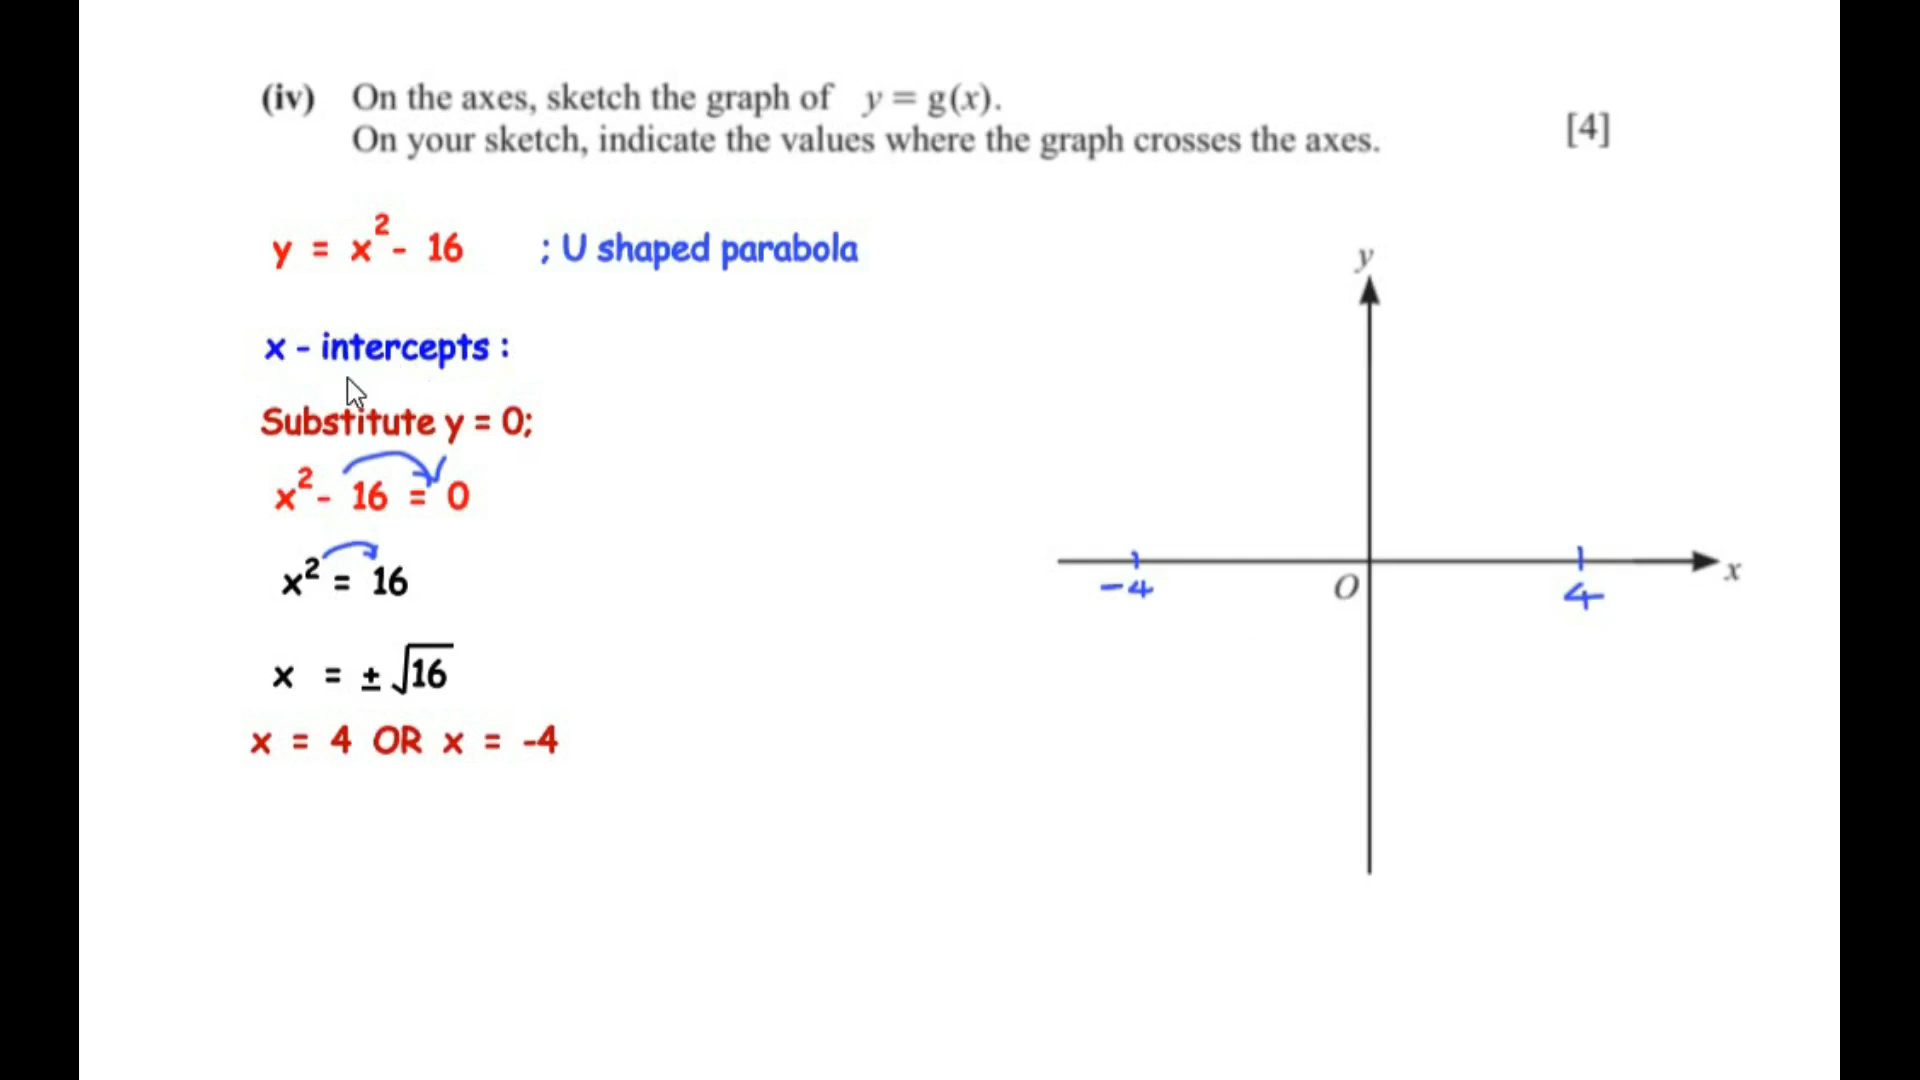 (iv) On the axes, sketch the graph of y = g(x).
On your sketch, indicate the values where the graph crosses the axes. [4]
y = x² - 16 ; U shaped parabola
x - intercepts :
Substitute y = 0;
x² - 16 = 0
x² = 16
x = ± √16
x = 4 OR x = -4
y
-4 O 4 x